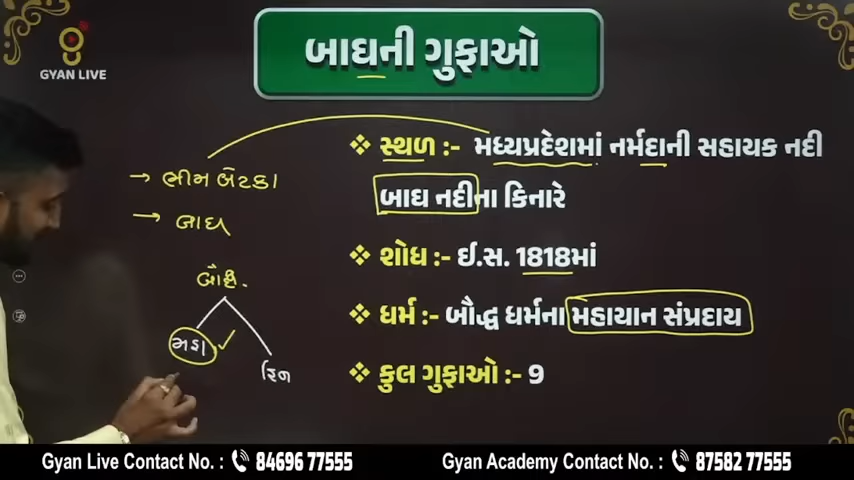 GYAN LIVE
બાઘની ગુફાઓ
❖ સ્થળ :- મધ્યપ્રદેશમાં નર્મદાની સહાયક નદી
બાઘ નદીના કિનારે
❖ શોધ :- ઈ.સ. 1818માં
❖ ધર્મ :- બૌદ્ધ ધર્મના મહાયાન સંપ્રદાય
❖ કુલ ગુફાઓ :- 9
→ ભીમ બેટકા
→ બાઘ
બૌદ્ધ.
મહા
હિન
Gyan Live Contact No. : 84696 77555
Gyan Academy Contact No. : 87582 77555